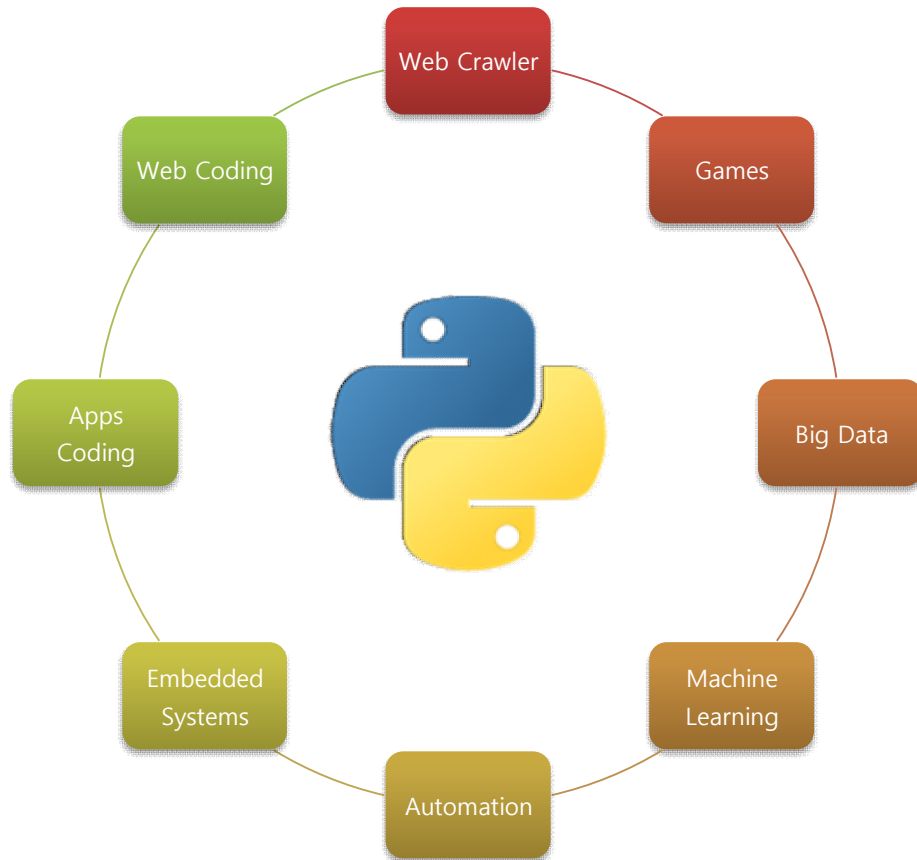 Web Crawler
Games
Big Data
Machine
Learning
Automation
Embedded
Systems
Apps
Coding
Web Coding